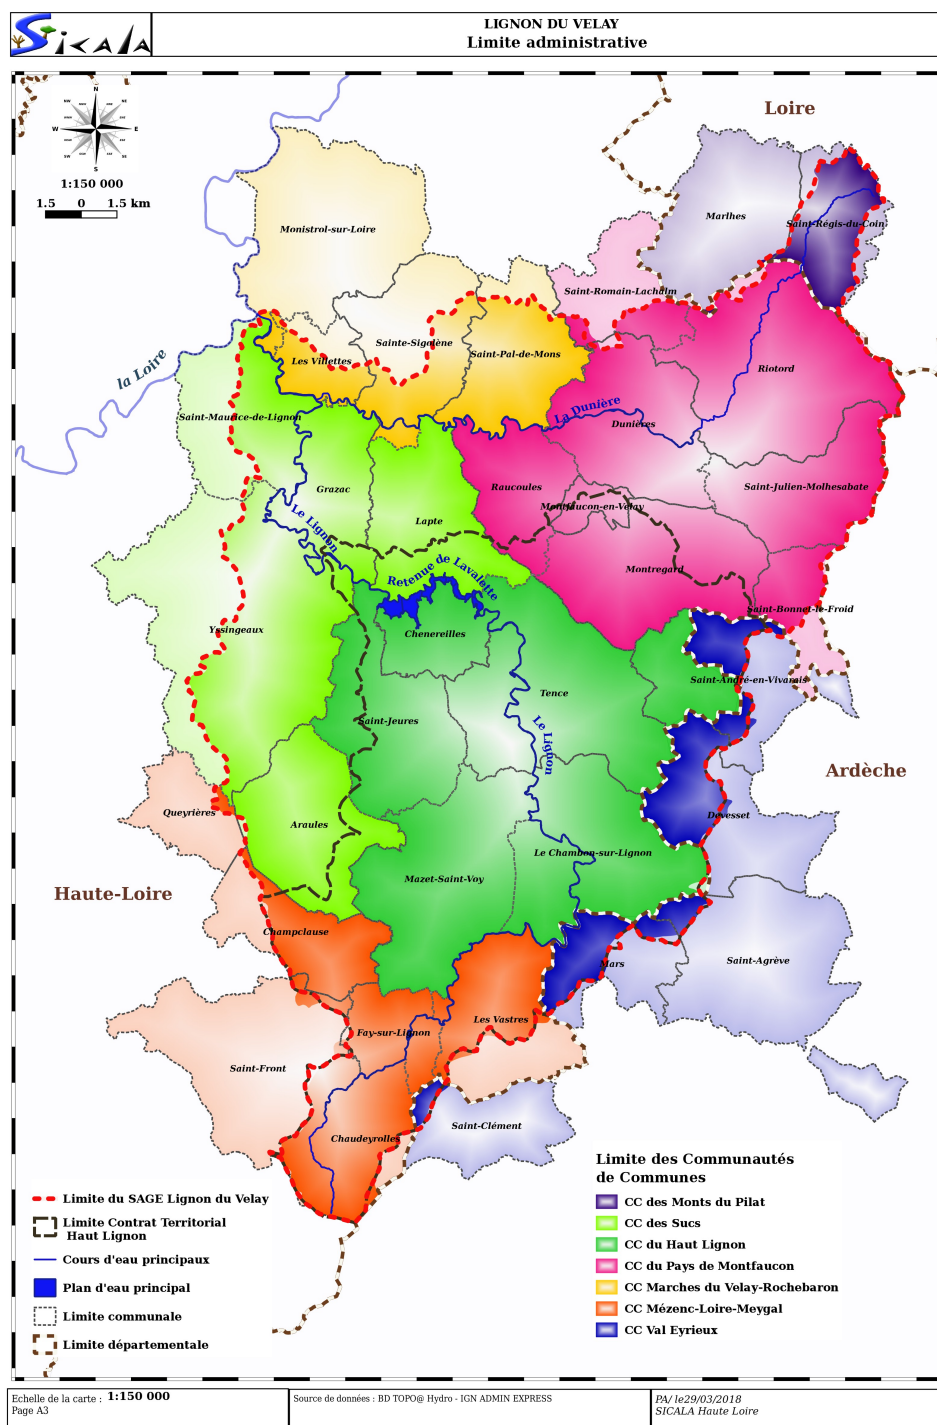 Sicala
LIGNON DU VELAY
Limite administrative
Loire
N
W
E
S
NW
NE
SW
SE
1:150 000
1.5 0 1.5 km
Marlhes
Saint-Régis-du-Coin
Monistrol-sur-Loire
Saint-Romain-Lachalm
Sainte-Sigolène
Saint-Pal-de-Mons
Les Villettes
la Loire
Riotord
La Dunière
Dunières
Saint-Maurice-de-Lignon
Grazac
Raucoules
Saint-Julien-Molhesabate
Montfaucon-en-Velay
Lapte
Le Lignon
Montregard
Retenue de Lavalette
Saint-Bonnet-le-Froid
Yssingeaux
Chenereilles
Saint-André-en-Vivarais
Tence
Saint-Jeures
Le Lignon
Ardèche
Queyrières
Devesset
Araules
Le Chambon-sur-Lignon
Mazet-Saint-Voy
Haute-Loire
Champclause
Mars
Saint-Agrève
Les Vastres
Fay-sur-Lignon
Saint-Front
Saint-Clément
Chaudeyrolles
Limite du SAGE Lignon du Velay
Limite Contrat Territorial
Haut Lignon
Cours d'eau principaux
Plan d'eau principal
Limite communale
Limite départementale
Limite des Communautés
de Communes
CC des Monts du Pilat
CC des Sucs
CC du Haut Lignon
CC du Pays de Montfaucon
CC Marches du Velay-Rochebaron
CC Mézenc-Loire-Meygal
CC Val Eyrieux
Echelle de la carte : 1:150 000
Page A3
Source de données : BD TOPO@ Hydro - IGN ADMIN EXPRESS
PA/ le29/03/2018
SICALA Haute Loire